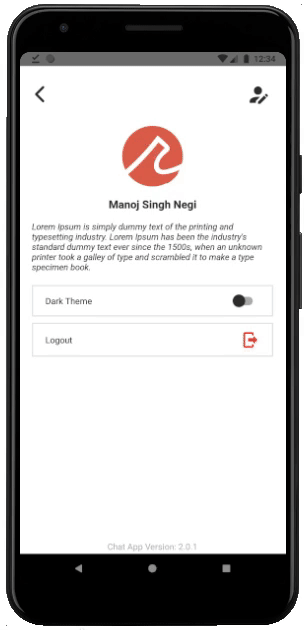 12:34
Manoj Singh Negi
Lorem Ipsum is simply dummy text of the printing and
typesetting industry. Lorem Ipsum has been the industry's
standard dummy text ever since the 1500s, when an unknown
printer took a galley of type and scrambled it to make a type
specimen book.
Dark Theme
Logout
Chat App Version: 2.0.1